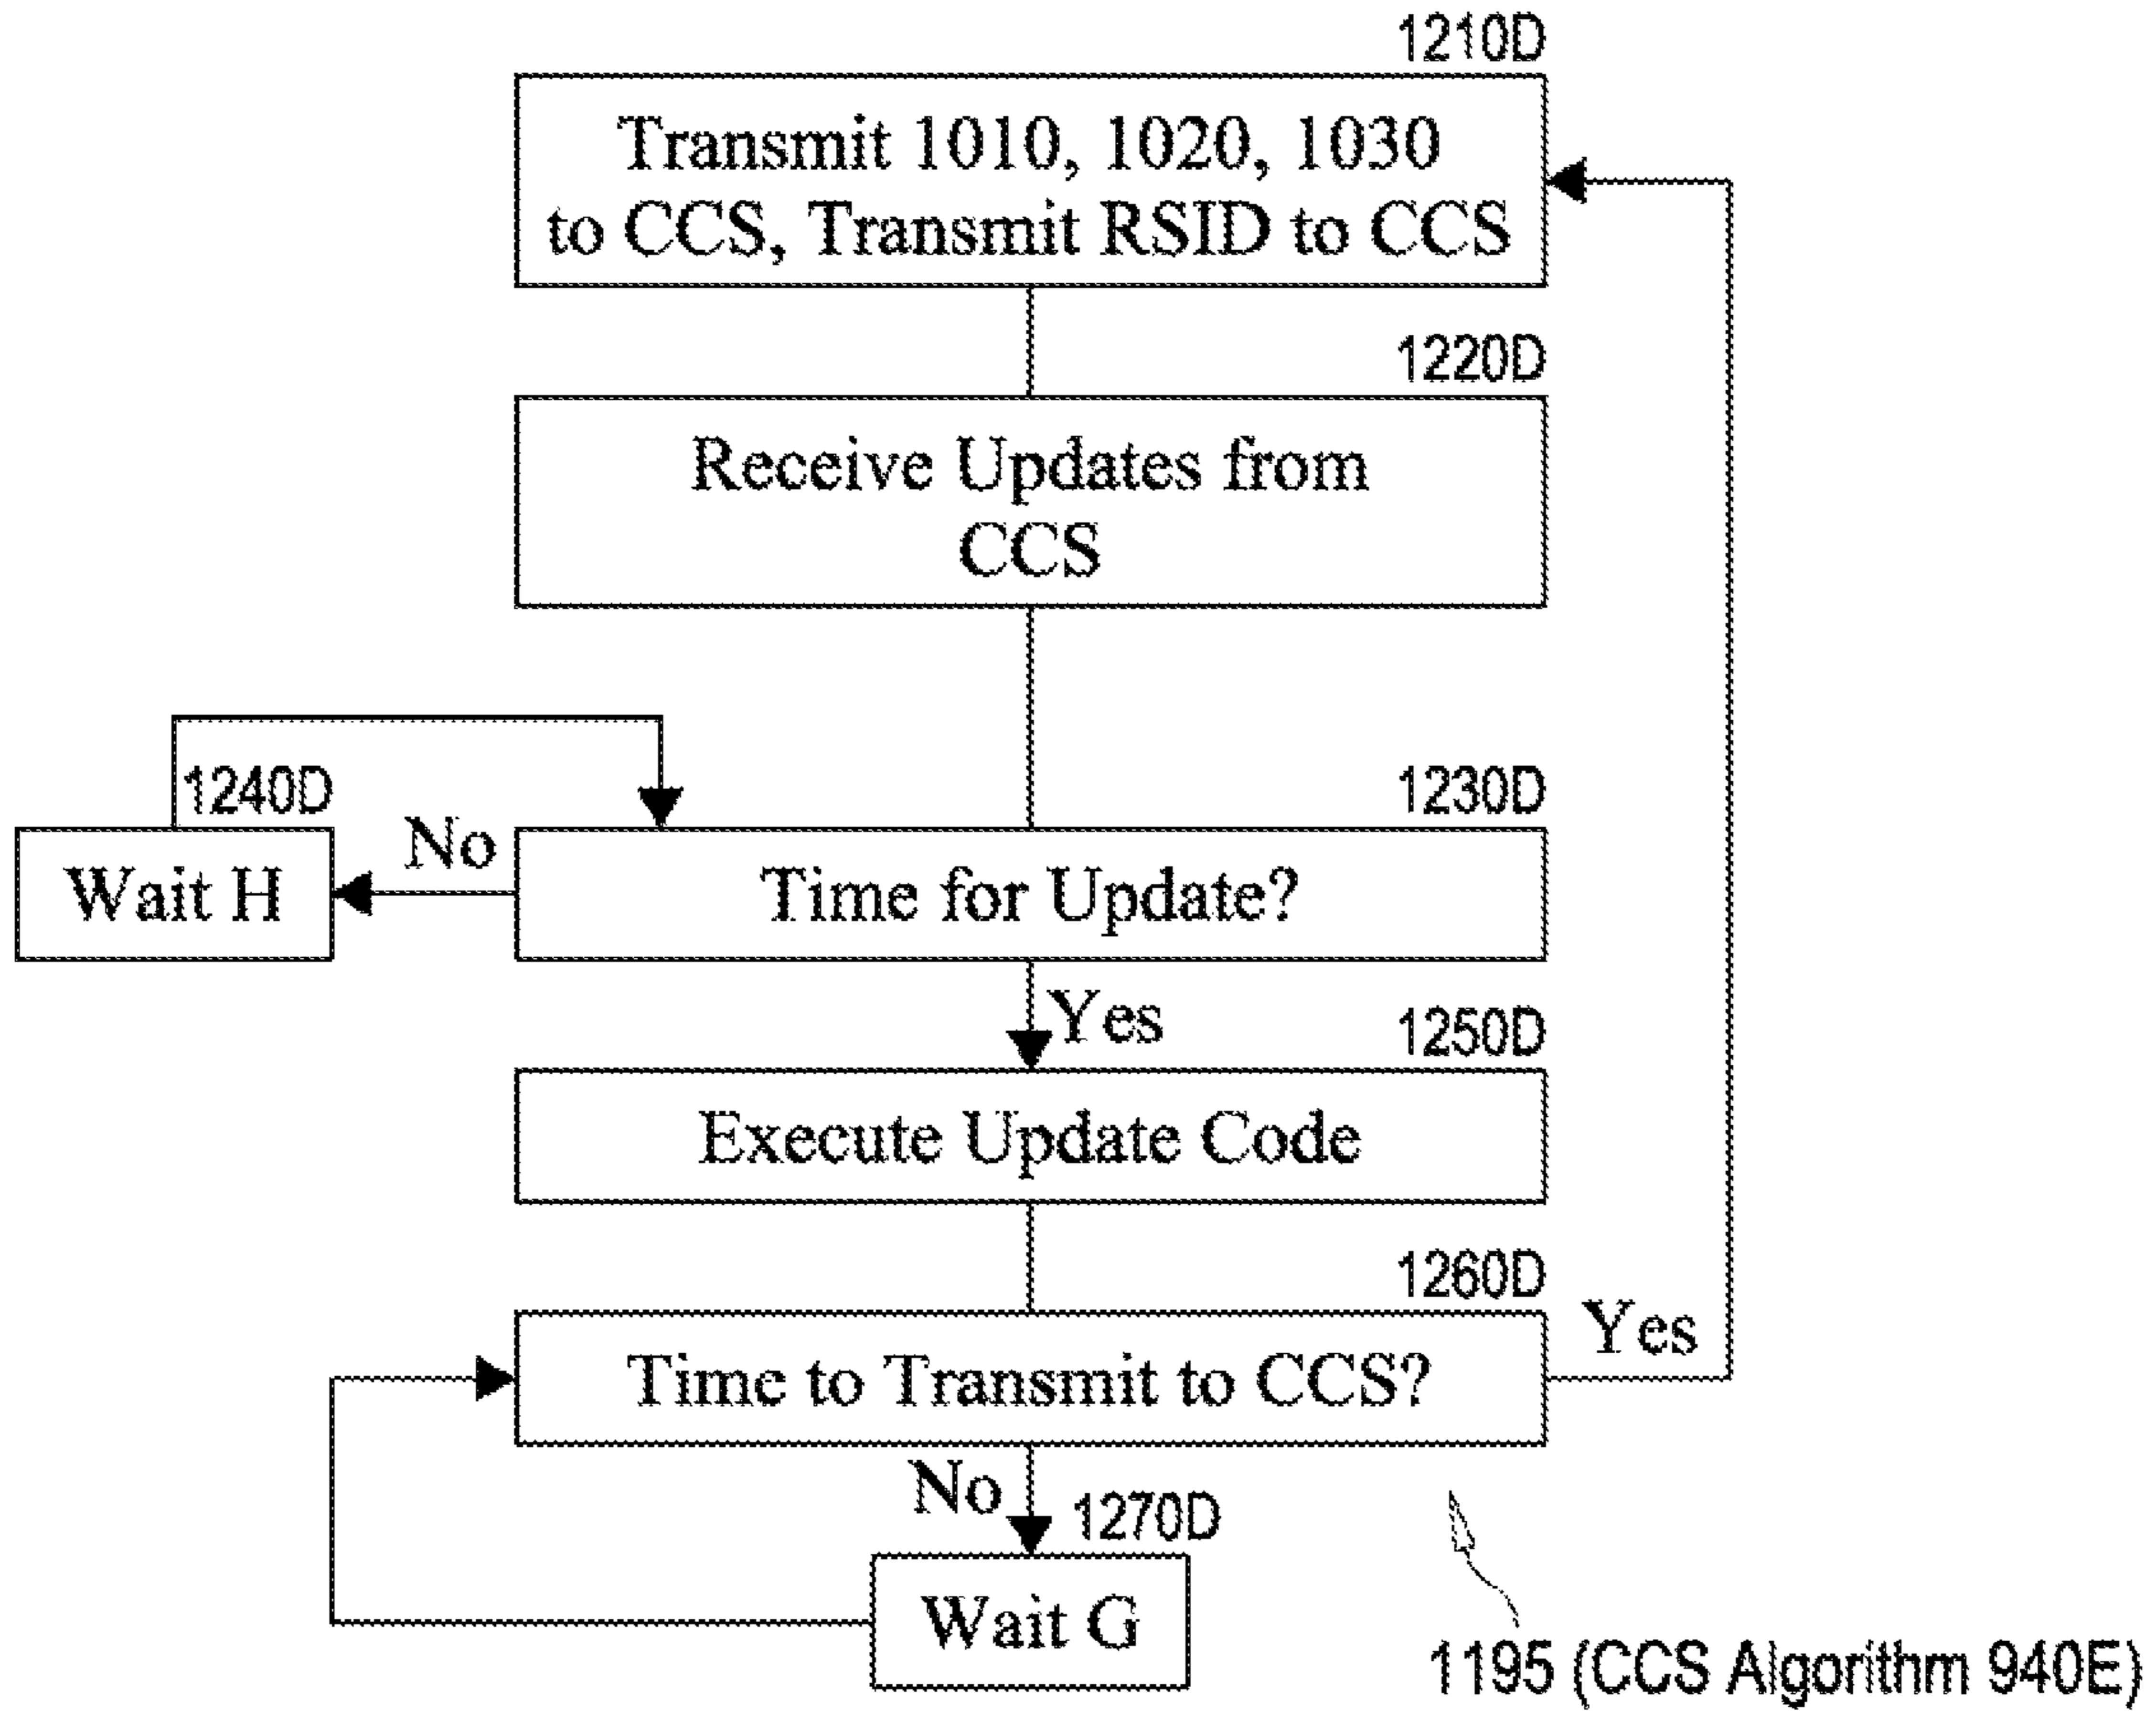 1210D
Transmit 1010, 1020, 1030
to CCS, Transmit RSID to CCS
1220D
Receive Updates from
CCS
1240D
1230D
No
Wait H
Time for Update?
Yes
1250D
Execute Update Code
1260D
Yes
Time to Transmit to CCS?
No
1270D
Wait G
1195 (CCS Algorithm 940E)